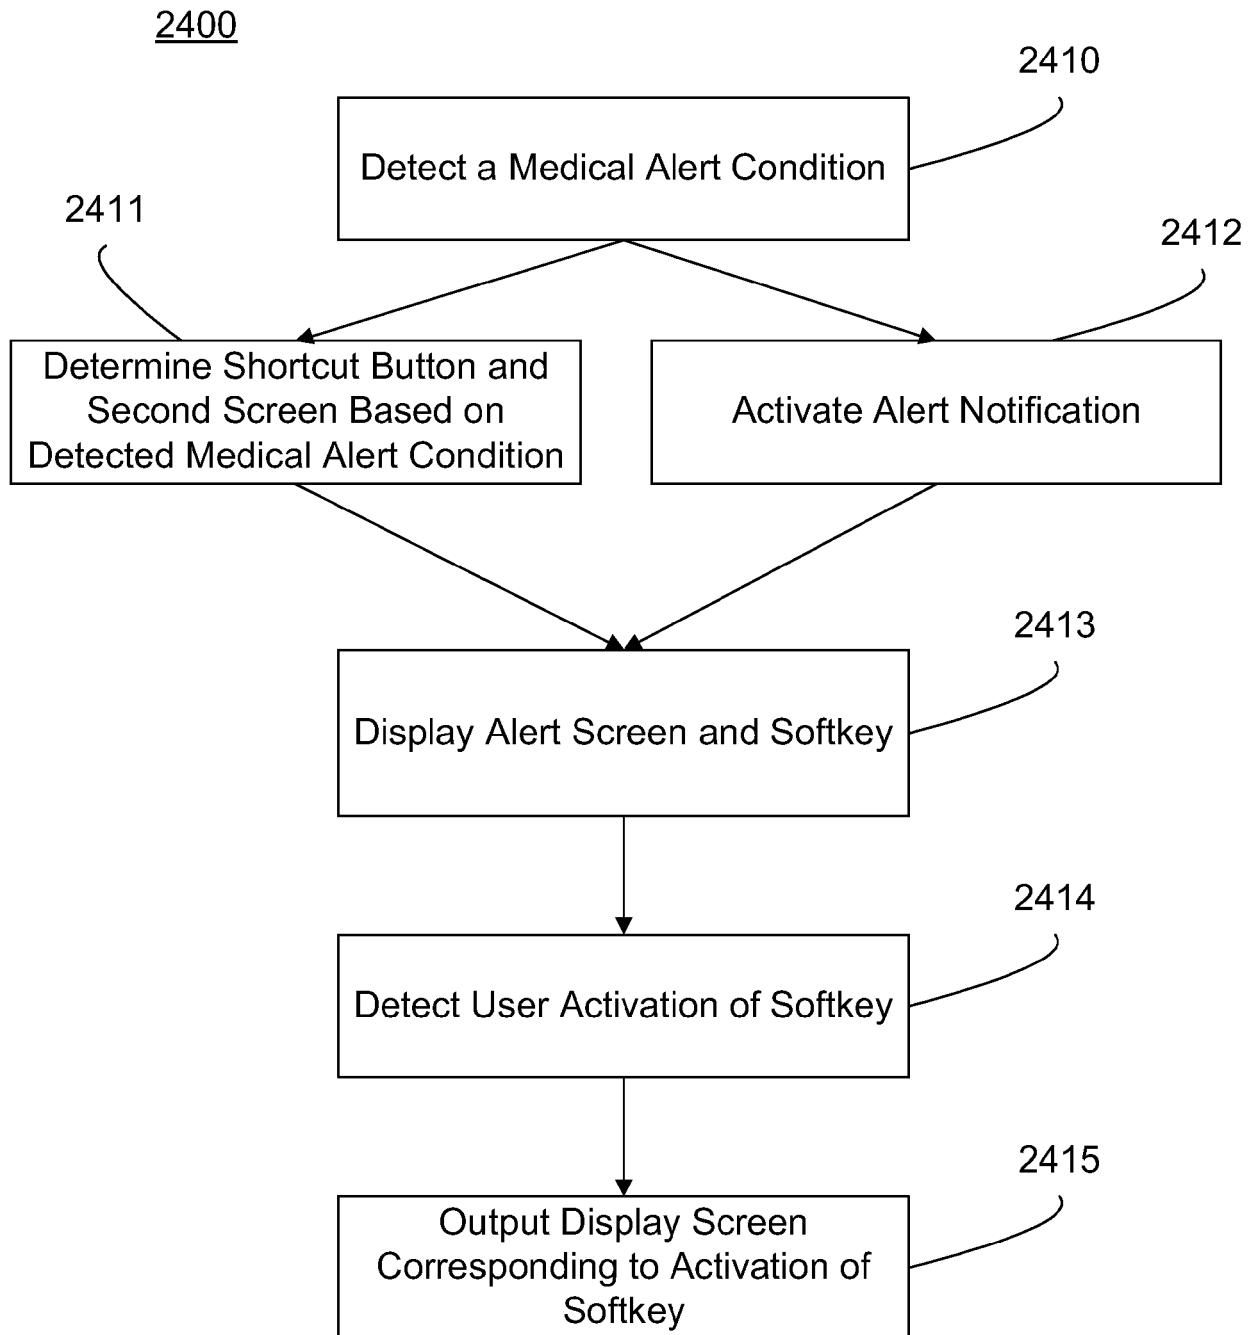 2400
2410
Detect a Medical Alert Condition
2411
2412
Determine Shortcut Button and
Second Screen Based on
Detected Medical Alert Condition
Activate Alert Notification
2413
Display Alert Screen and Softkey
2414
Detect User Activation of Softkey
2415
Output Display Screen
Corresponding to Activation of
Softkey